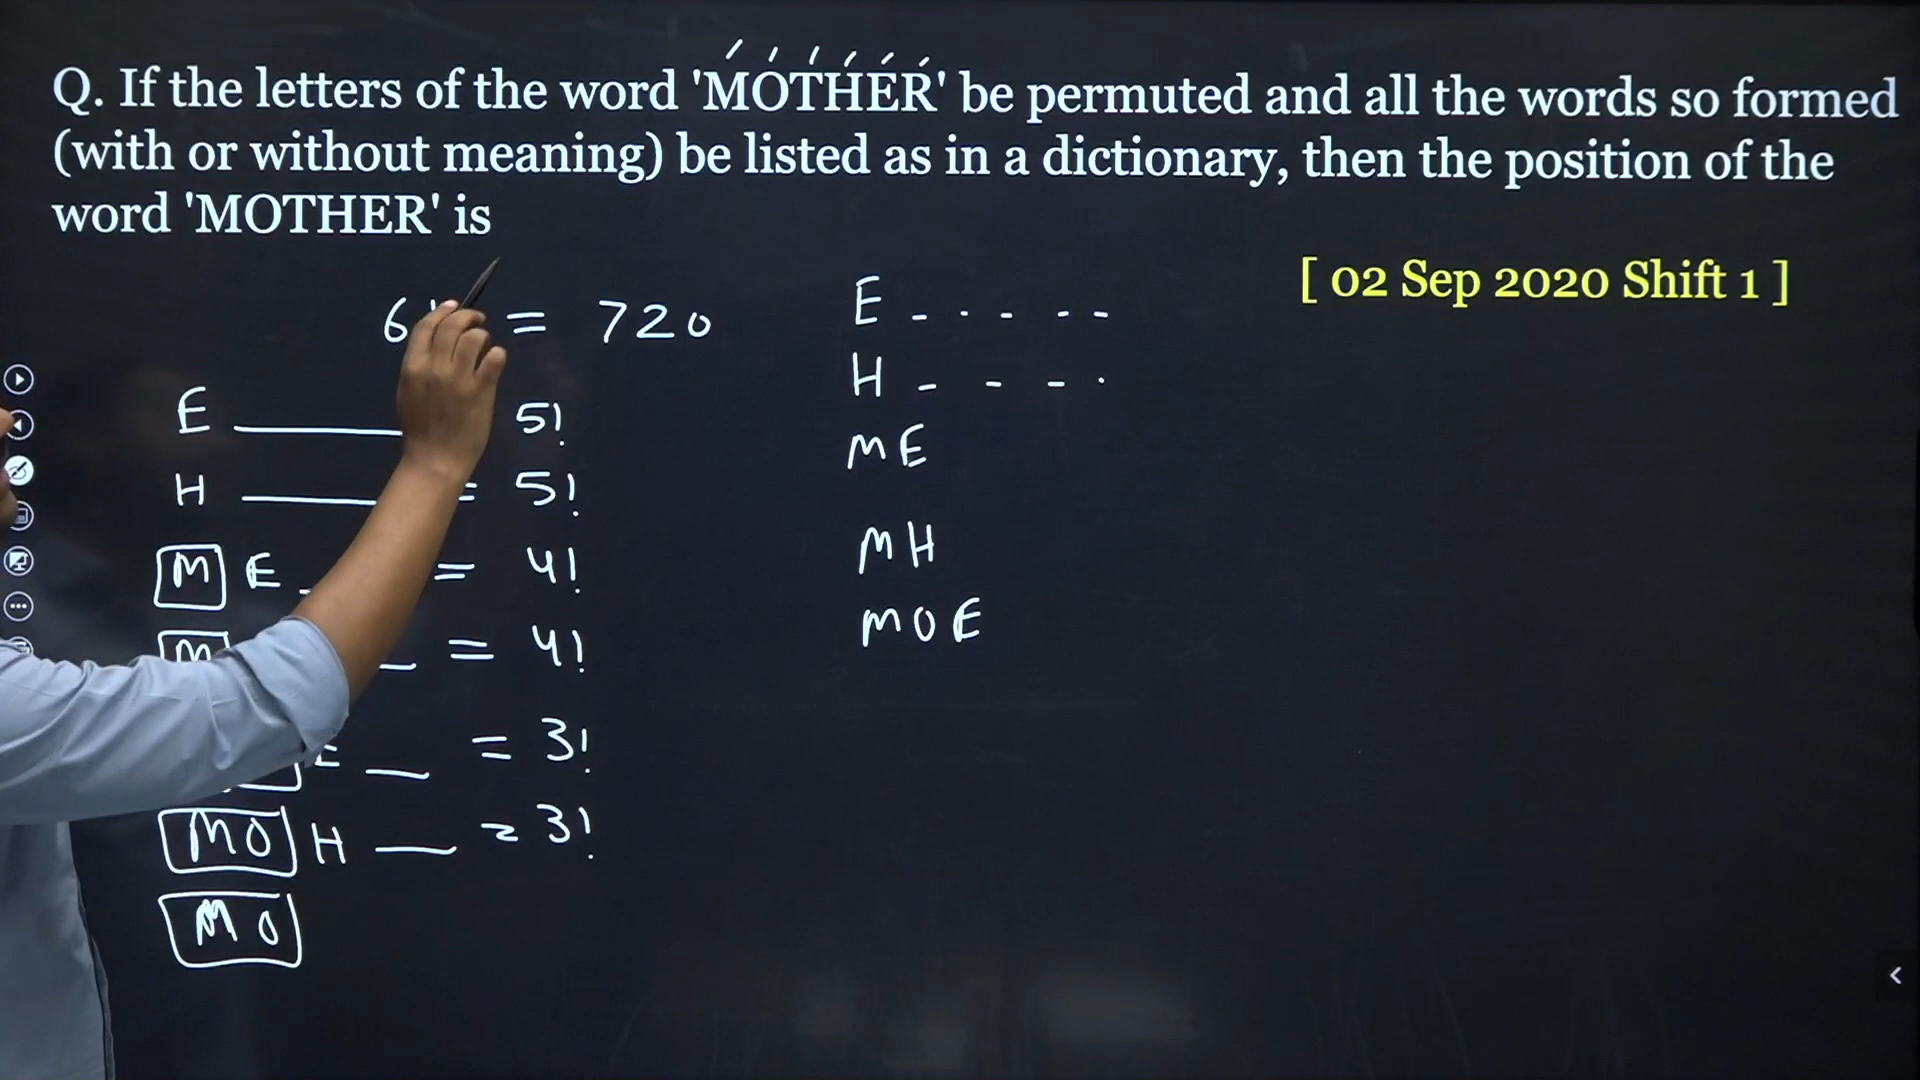 Q. If the letters of the word 'MOTHER' be permuted and all the words so formed
(with or without meaning) be listed as in a dictionary, then the position of the
word 'MOTHER' is
[ 02 Sep 2020 Shift 1 ]
6 = 720
E 5!
H = 5!
M E = 4!
M = 4!
E = 3!
MO H = 3!
MO
E - - - - -
H - - - -
ME
MH
MOE